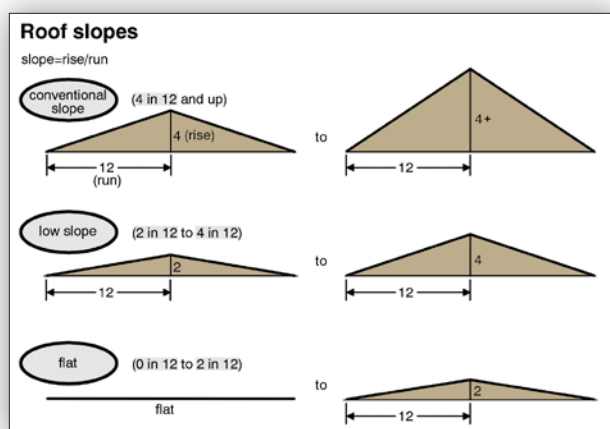 Roof slopes
slope=rise/run
conventional
slope
(4 in 12 and up)
4 (rise)
12
(run)
to
4+
12
low slope
(2 in 12 to 4 in 12)
2
12
to
4
12
flat
(0 in 12 to 2 in 12)
flat
to
2
12